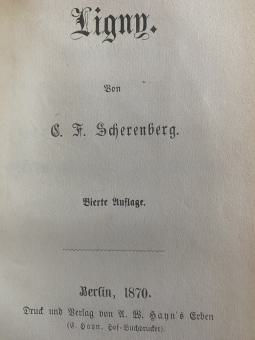 Ligny.
Von
C. F. Scherenberg.
Vierte Auflage.
Berlin, 1870.
Druck und Verlag von A. W. Hayn's Erben
(C. Hayn, Hof-Buchdrucker).